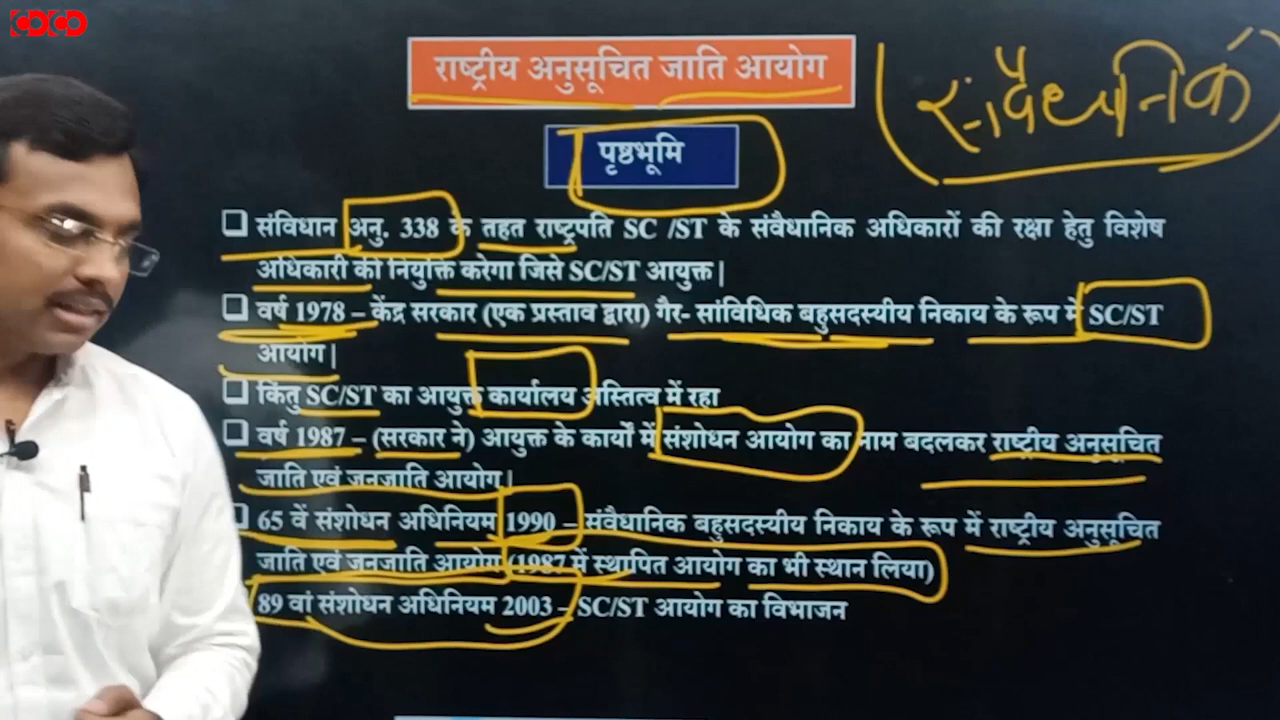 COCO
राष्ट्रीय अनुसूचित जाति आयोग
संवैधानिक
पृष्ठभूमि
संविधान अनु. 338 के तहत राष्ट्रपति SC /ST के संवैधानिक अधिकारों की रक्षा हेतु विशेष
अधिकारी की नियुक्ति करेगा जिसे SC/ST आयुक्त |
वर्ष 1978 – केंद्र सरकार (एक प्रस्ताव द्वारा) गैर- सांविधिक बहुसदस्यीय निकाय के रूप में SC/ST
आयोग |
किंतु SC/ST का आयुक्त कार्यालय अस्तित्व में रहा
वर्ष 1987 – (सरकार ने) आयुक्त के कार्यों में संशोधन आयोग का नाम बदलकर राष्ट्रीय अनुसूचित
जाति एवं जनजाति आयोग |
65 वें संशोधन अधिनियम 1990 – संवैधानिक बहुसदस्यीय निकाय के रूप में राष्ट्रीय अनुसूचित
जाति एवं जनजाति आयोग (1987 में स्थापित आयोग का भी स्थान लिया)
89 वां संशोधन अधिनियम 2003 – SC/ST आयोग का विभाजन